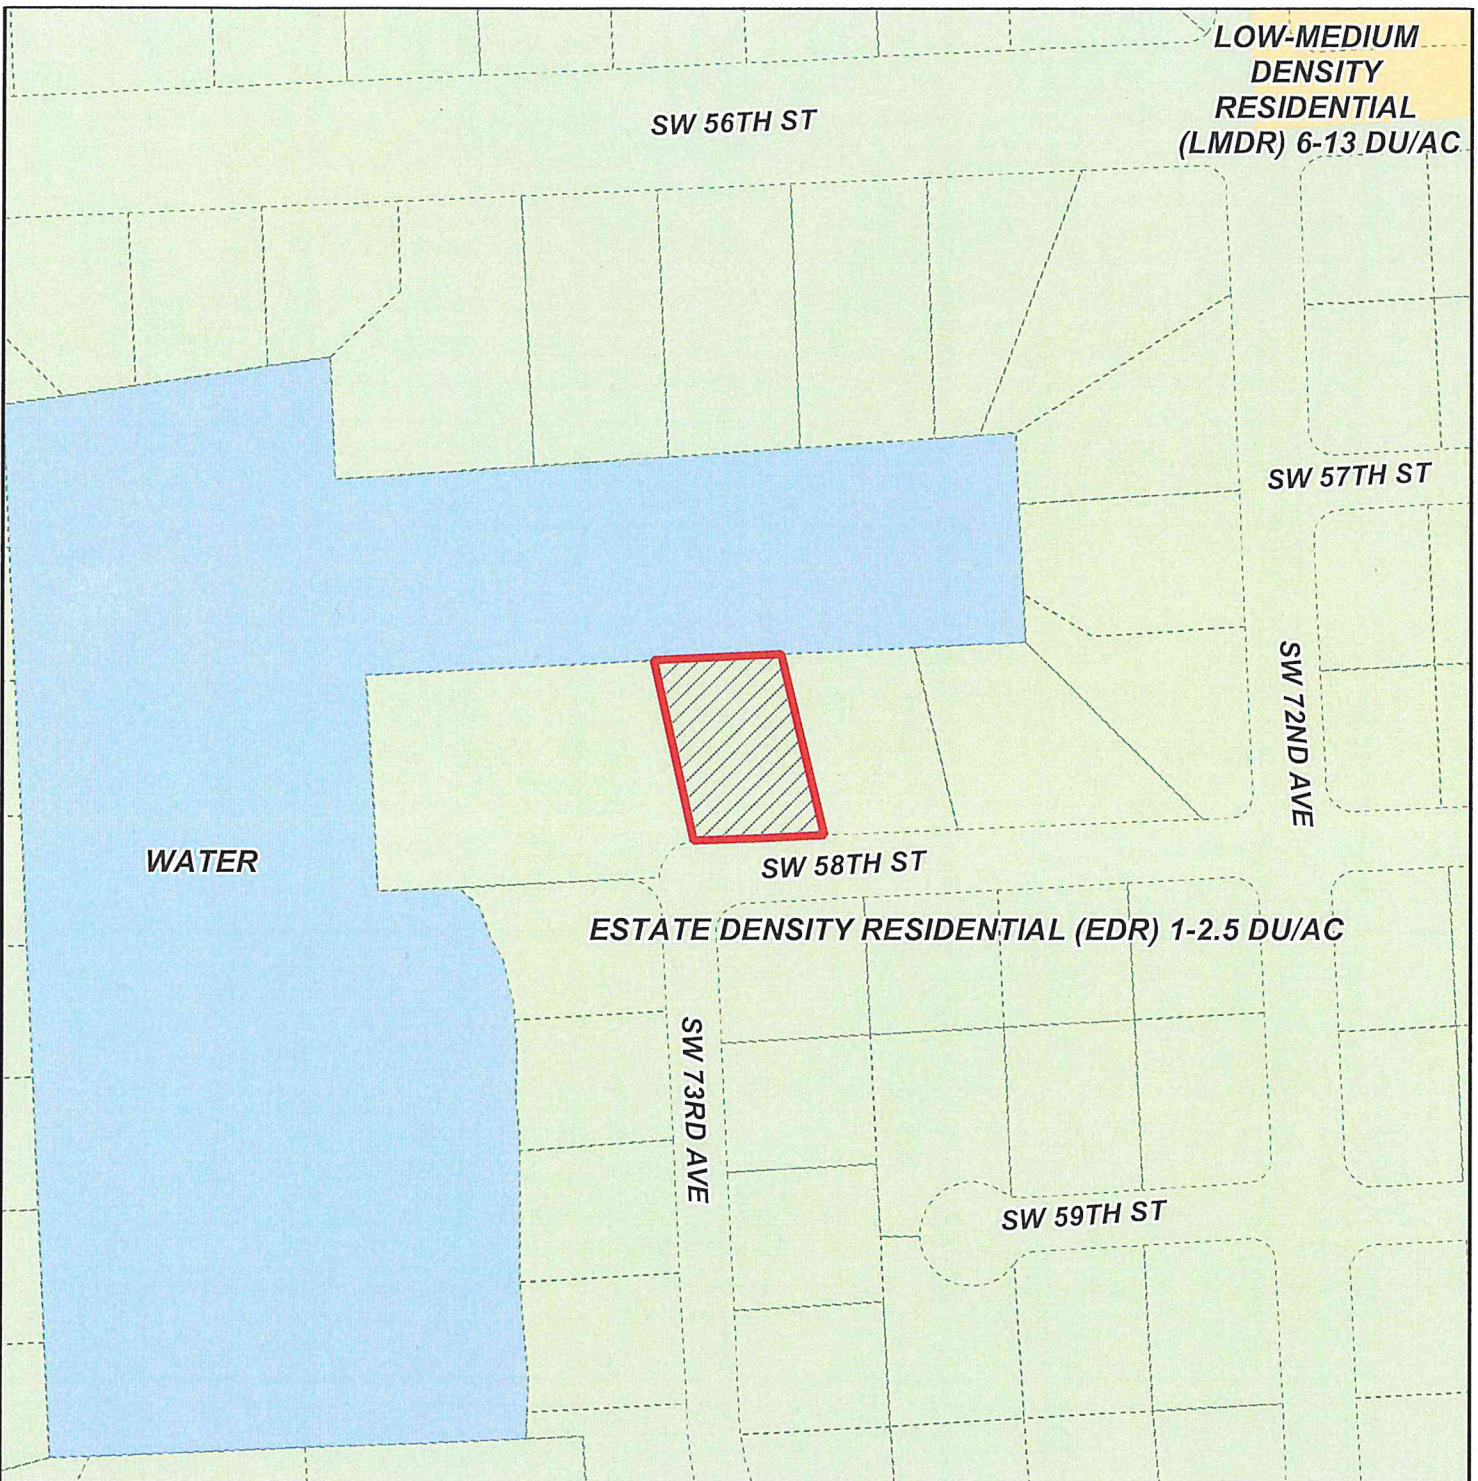 LOW-MEDIUM
DENSITY
RESIDENTIAL
(LMDR) 6-13 DU/AC
SW 56TH ST
SW 57TH ST
SW 72ND AVE
WATER
SW 58TH ST
ESTATE DENSITY RESIDENTIAL (EDR) 1-2.5 DU/AC
SW 73RD AVE
SW 59TH ST